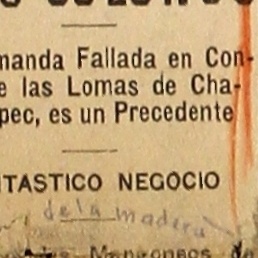 manda Fallada en Con-
e las Lomas de Cha-
pec, es un Precedente
TASTICO NEGOCIO
de la madera